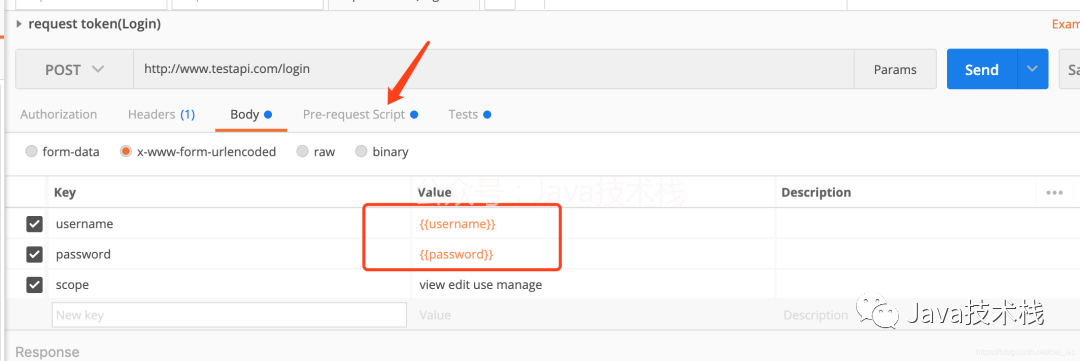 request token(Login)
Exam
POST
http://www.testapi.com/login
Params
Send
Sa
Authorization
Headers (1)
Body
Pre-request Script
Tests
form-data
x-www-form-urlencoded
raw
binary
Key
Value
Description
公众号：Java技术栈
username
{{username}}
password
{{password}}
scope
view edit use manage
New key
Value
Description
Java技术栈
Response